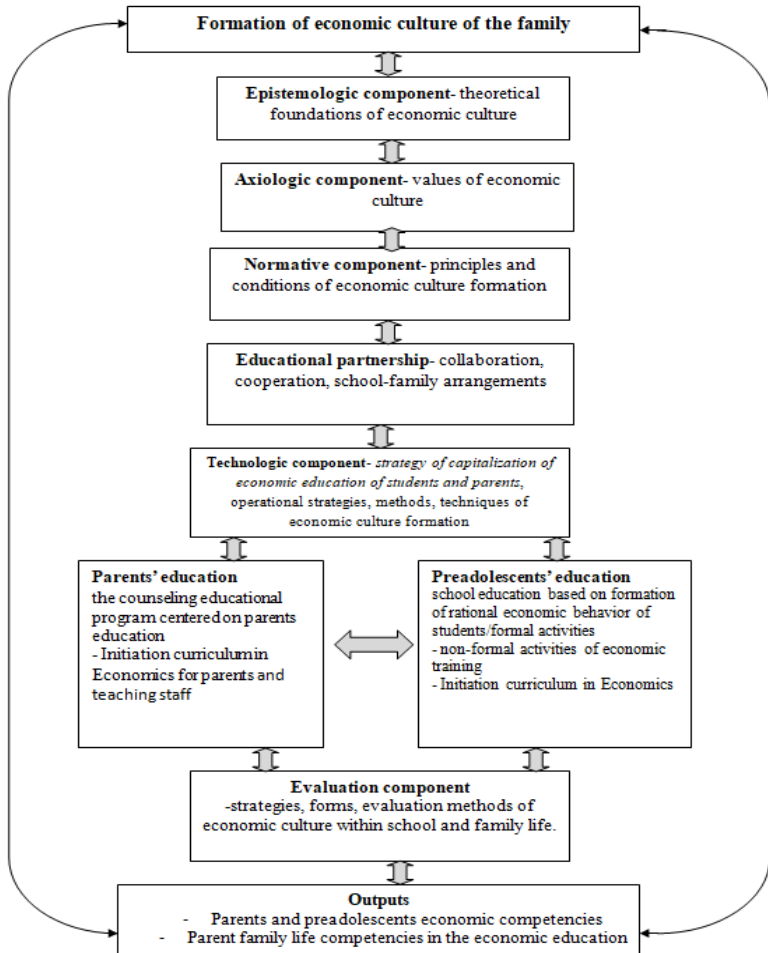 Formation of economic culture of the family
Epistemologic component- theoretical
foundations of economic culture
Axiologic component- values of economic
culture
Normative component- principles and
conditions of economic culture formation
Educational partnership- collaboration,
cooperation, school-family arrangements
Technologic component- strategy of capitalization of
economic education of students and parents,
operational strategies, methods, techniques of
economic culture formation
Parents' education
the counseling educational
program centered on parents
education
- Initiation curriculum in
Economics for parents and
teaching staff
Preadolescents' education
school education based on formation
of rational economic behavior of
students/formal activities
- non-formal activities of economic
training
- Initiation curriculum in Economics
Evaluation component
-strategies, forms, evaluation methods of
economic culture within school and family life.
Outputs
- Parents and preadolescents economic competencies
- Parent family life competencies in the economic education